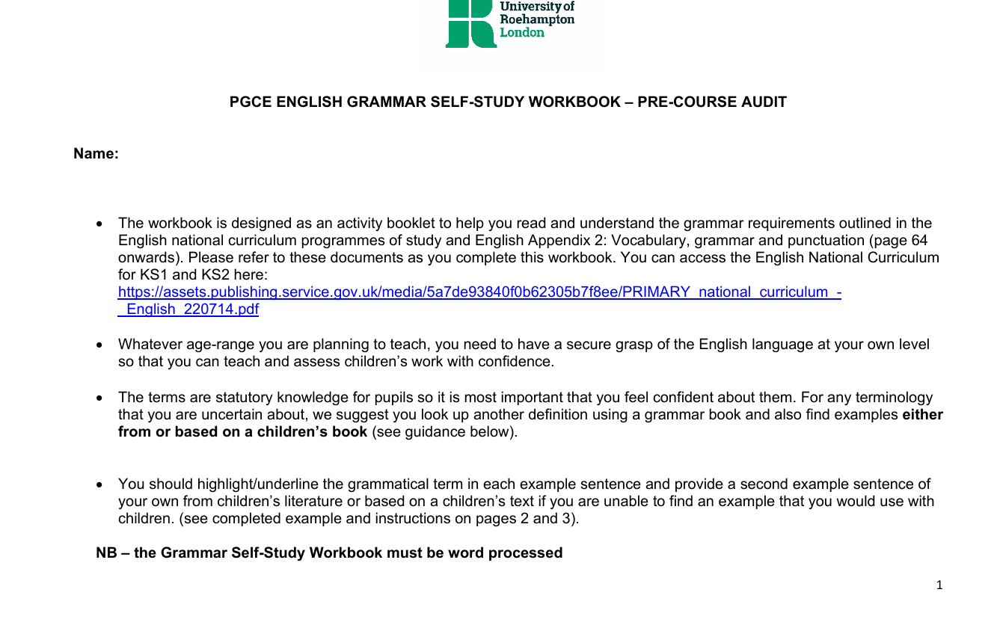 University of
Roehampton
London
PGCE ENGLISH GRAMMAR SELF-STUDY WORKBOOK – PRE-COURSE AUDIT
Name:
• The workbook is designed as an activity booklet to help you read and understand the grammar requirements outlined in the
English national curriculum programmes of study and English Appendix 2: Vocabulary, grammar and punctuation (page 64
onwards). Please refer to these documents as you complete this workbook. You can access the English National Curriculum
for KS1 and KS2 here:
https://assets.publishing.service.gov.uk/media/5a7de93840f0b62305b7f8ee/PRIMARY_national_curriculum_-
_English_220714.pdf
• Whatever age-range you are planning to teach, you need to have a secure grasp of the English language at your own level
so that you can teach and assess children’s work with confidence.
• The terms are statutory knowledge for pupils so it is most important that you feel confident about them. For any terminology
that you are uncertain about, we suggest you look up another definition using a grammar book and also find examples either
from or based on a children’s book (see guidance below).
• You should highlight/underline the grammatical term in each example sentence and provide a second example sentence of
your own from children’s literature or based on a children’s text if you are unable to find an example that you would use with
children. (see completed example and instructions on pages 2 and 3).
NB – the Grammar Self-Study Workbook must be word processed
1